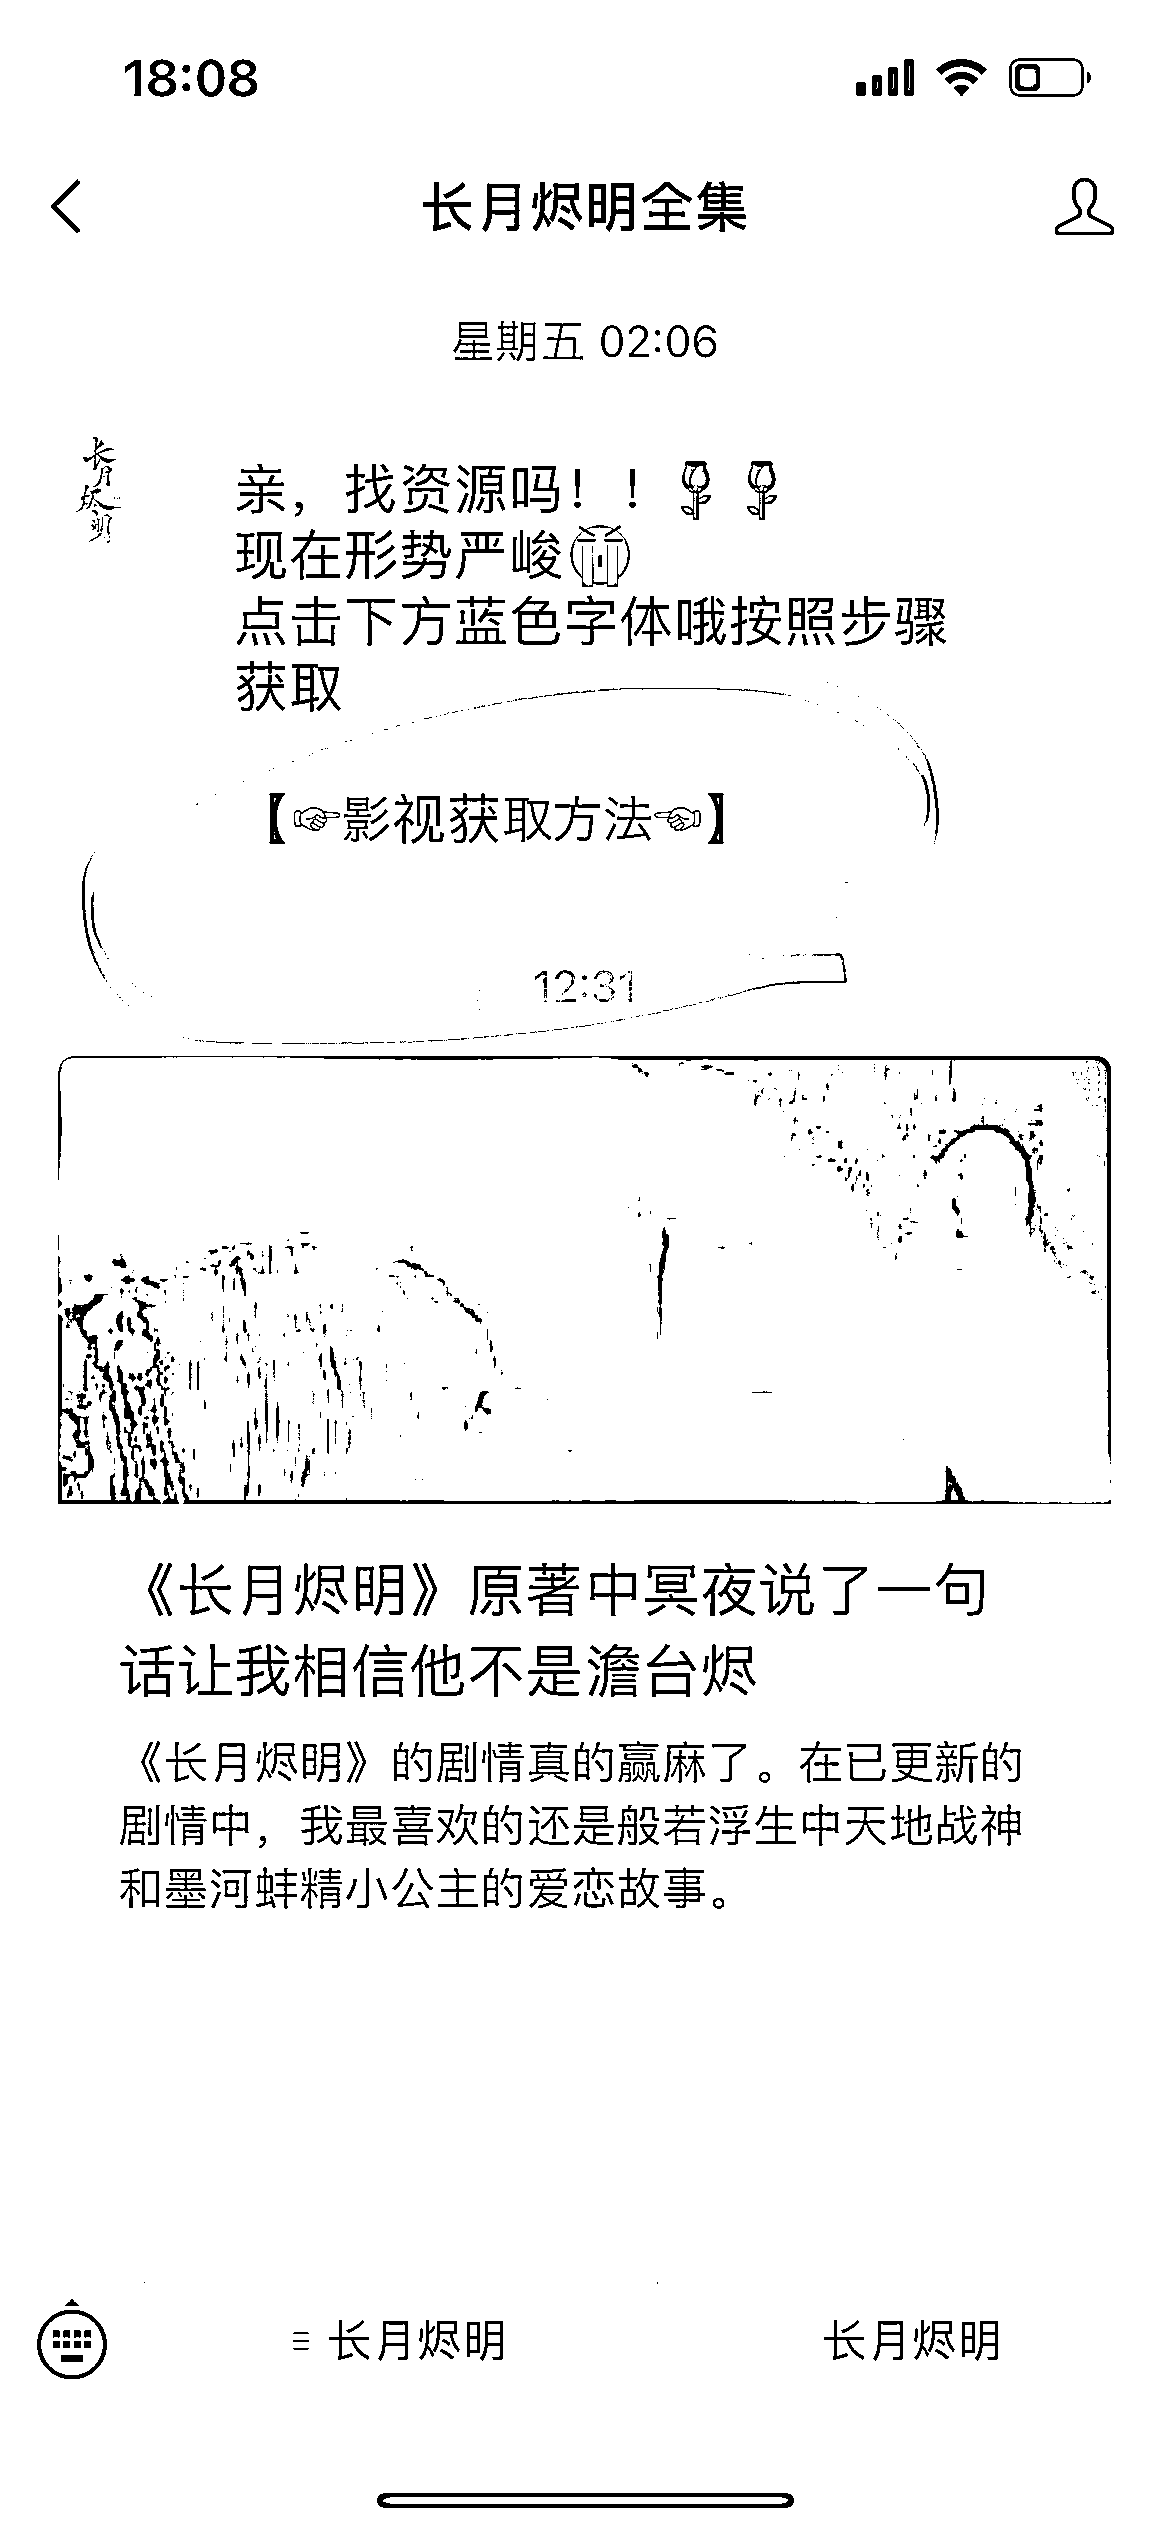 18:08
长月烬明全集
星期五 02:06
长月烬明
亲，找资源吗！！🌹🌹
现在形势严峻😭
点击下方蓝色字体哦按照步骤
获取
【👉影视获取方法👈】
12:31
《长月烬明》原著中冥夜说了一句
话让我相信他不是澹台烬
《长月烬明》的剧情真的赢麻了。在已更新的
剧情中，我最喜欢的还是般若浮生中天地战神
和墨河蚌精小公主的爱恋故事。
长月烬明
长月烬明